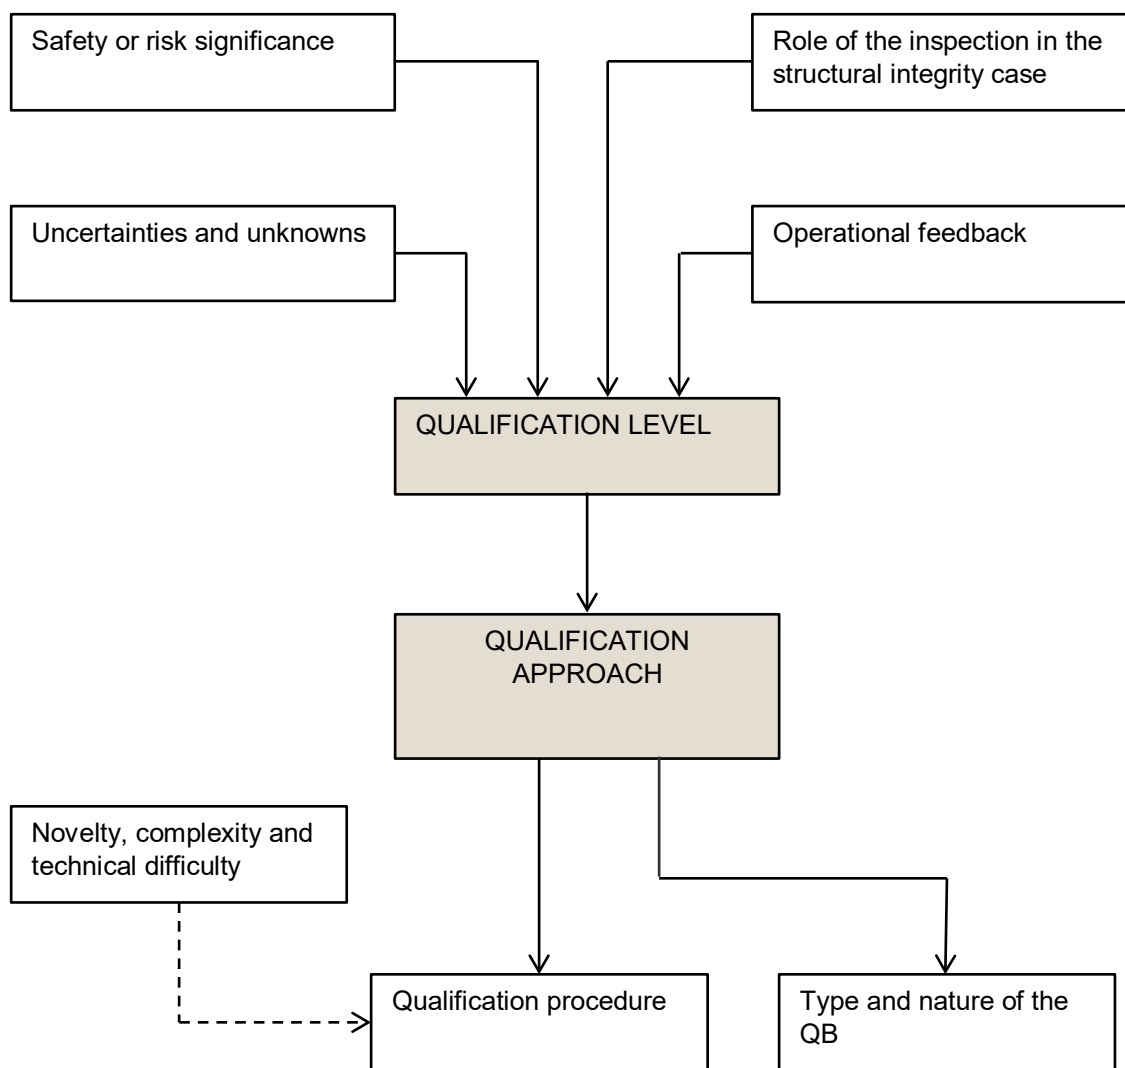 Safety or risk significance
Role of the inspection in the
structural integrity case
Uncertainties and unknowns
Operational feedback
QUALIFICATION LEVEL
QUALIFICATION
APPROACH
Novelty, complexity and
technical difficulty
Qualification procedure
Type and nature of the
QB